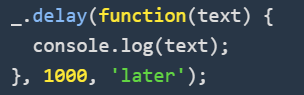 _.delay(function(text) {
  console.log(text);
}, 1000, 'later');